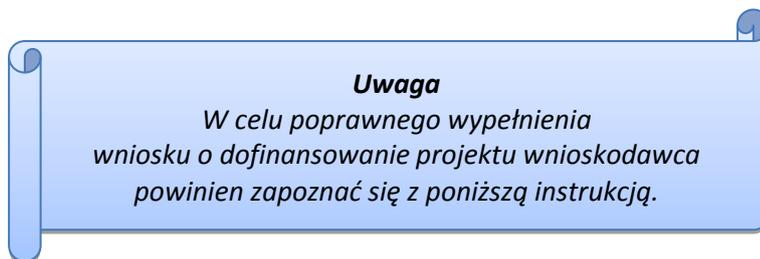 Uwaga
W celu poprawnego wypełnienia
wniosku o dofinansowanie projektu wnioskodawca
powinien zapoznać się z poniższą instrukcją.